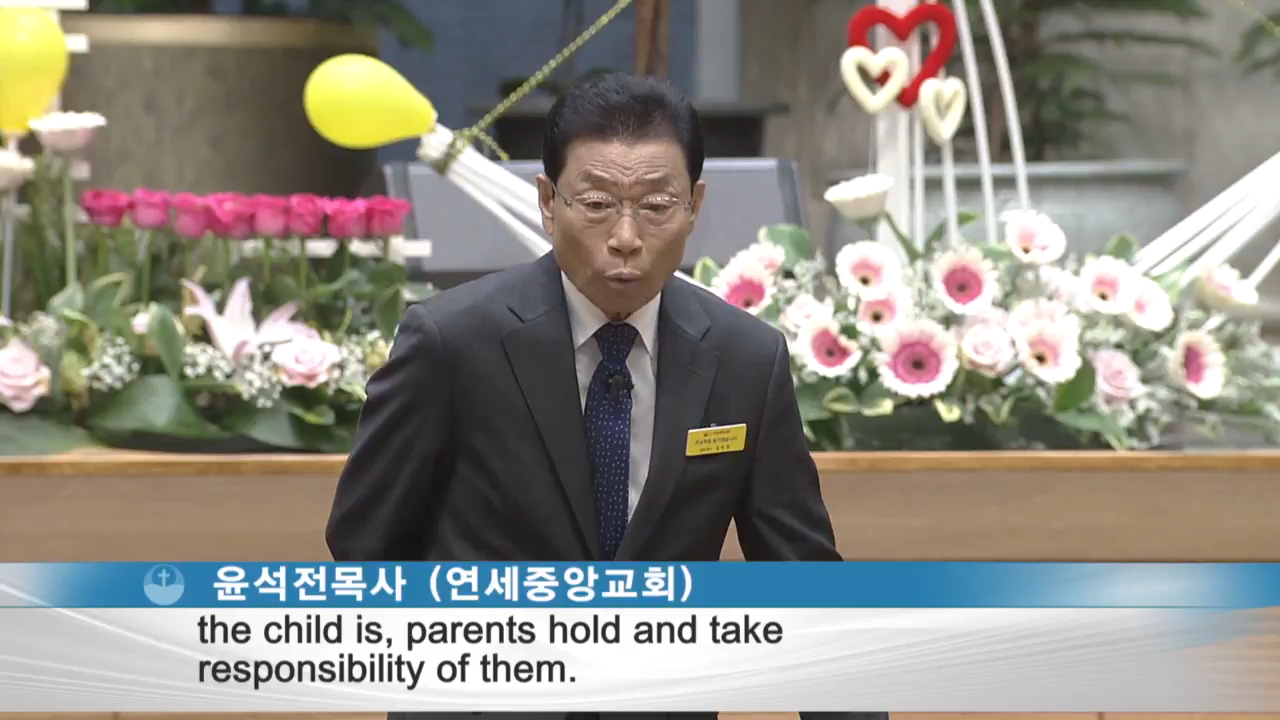 윤석전목사 (연세중앙교회)
the child is, parents hold and take
responsibility of them.